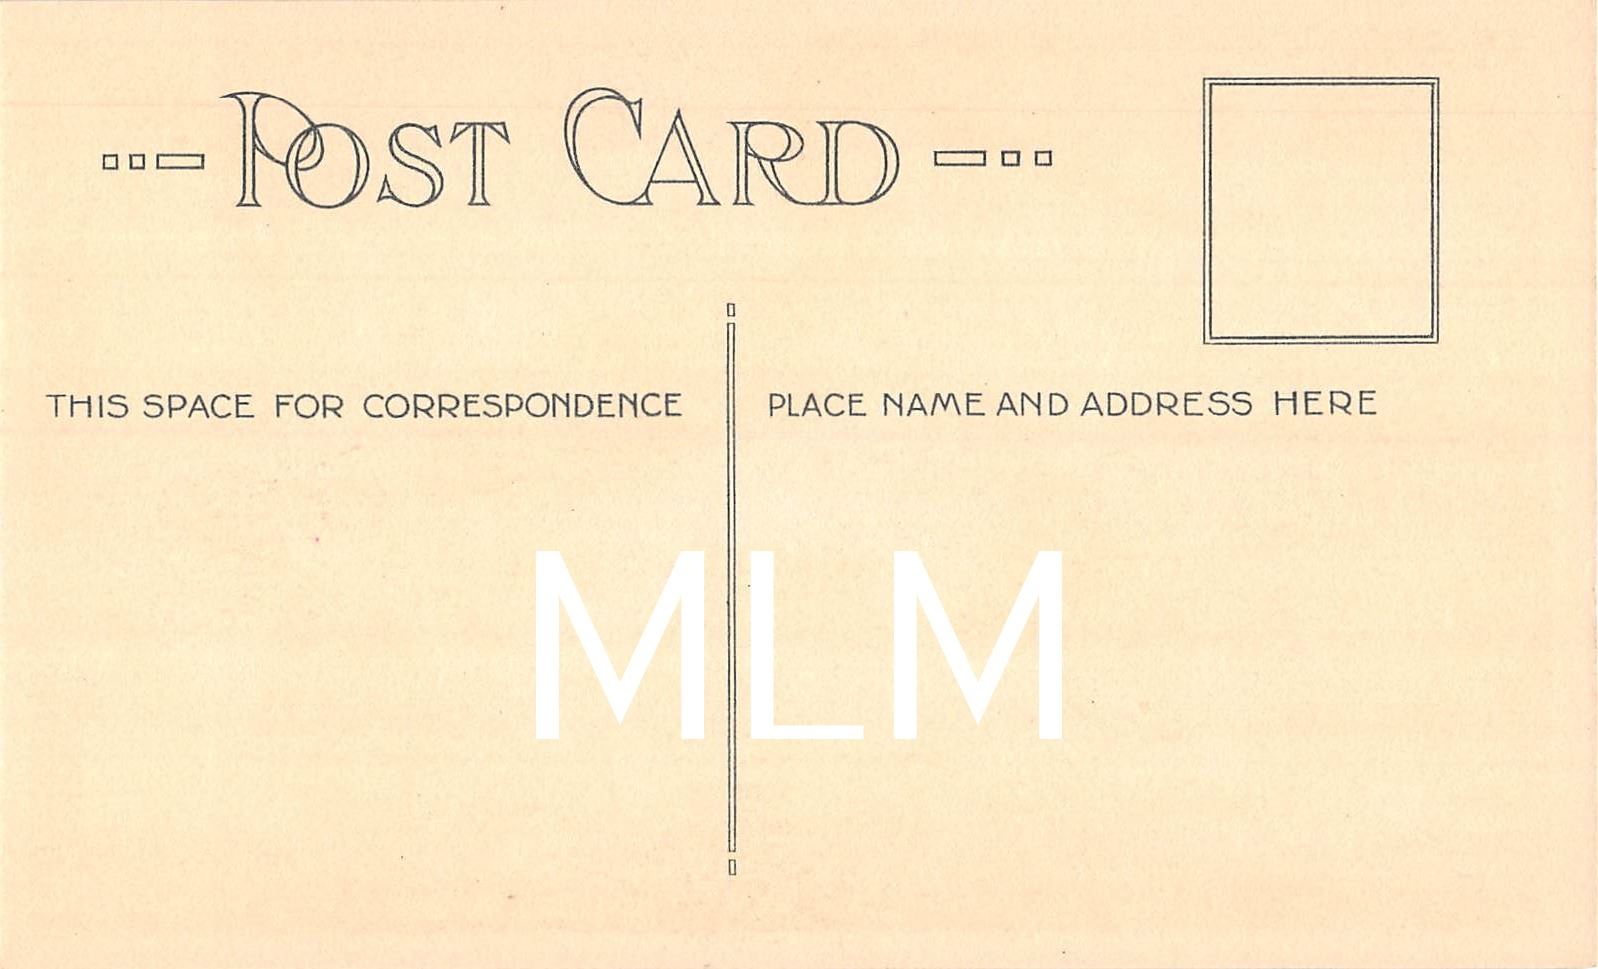 POST CARD
THIS SPACE FOR CORRESPONDENCE
PLACE NAME AND ADDRESS HERE
MLM